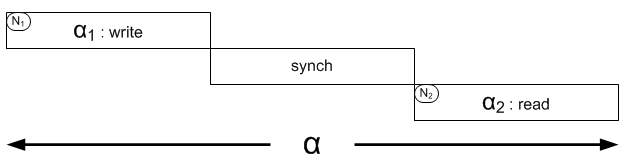 N₁
α₁ : write
synch
N₂
α₂ : read
α